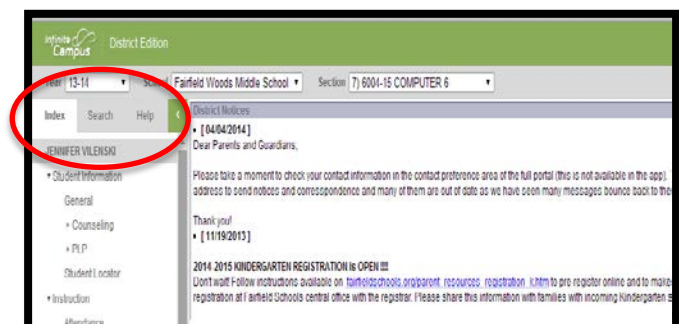 Infinite Campus District Edition
Year 13-14 School Fairfield Woods Middle School Section 7) 6004-15 COMPUTER 6
Index Search Help
District Notices
• [04/04/2014]
JENNIFER VILENSKI
Dear Parents and Guardians,
Student Information
Please take a moment to check your contact information in the contact preference area of the full portal (this is not available in the app).
address to send notices and correspondence and many of them are out of date as we have seen many messages bounce back to
General
Counseling
Thank you!
• [11/19/2013]
PLP
Student Locator
2014-2015 KINDERGARTEN REGISTRATION is OPEN !!!
Don't wait! Follow instructions available on fairfieldschools.org/parent_resources_registration_k.htm to pre register online and to make
Instruction
registration at Fairfield Schools central office with the registrar. Please share this information with families with incoming Kindergarten
Attendance